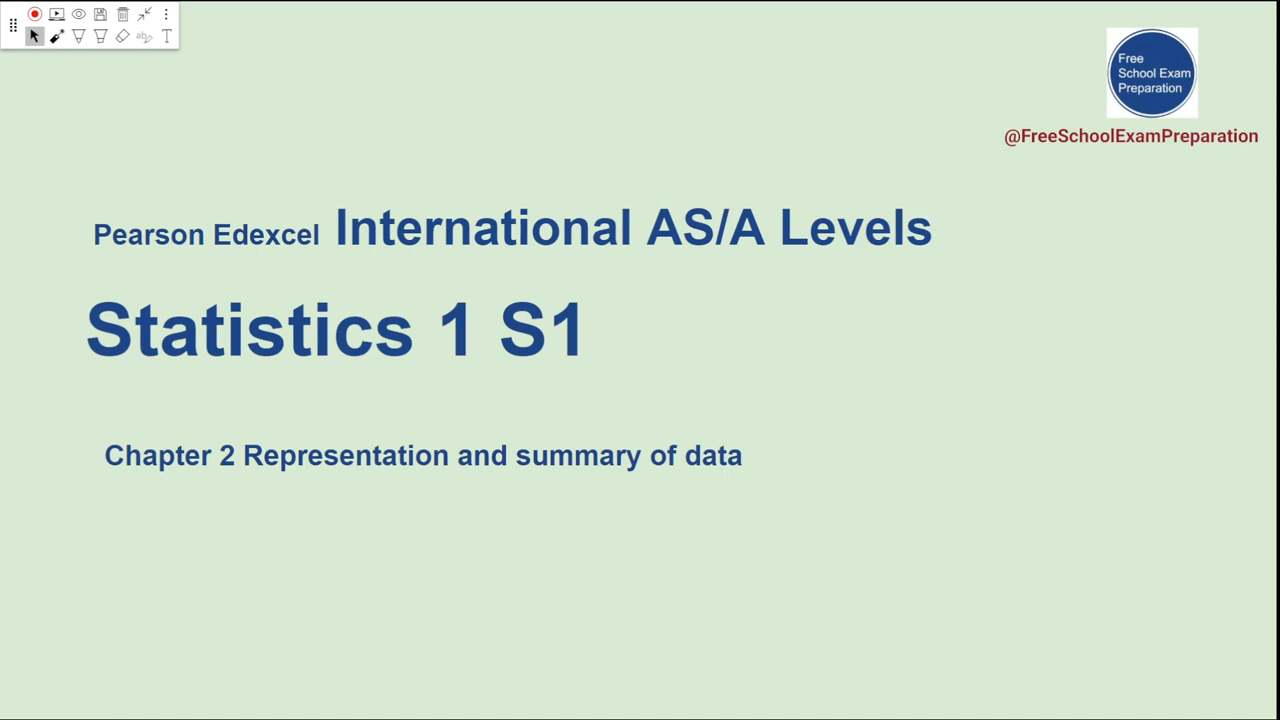 Free
School Exam
Preparation
@FreeSchoolExamPreparation
Pearson Edexcel International AS/A Levels
Statistics 1 S1
Chapter 2 Representation and summary of data